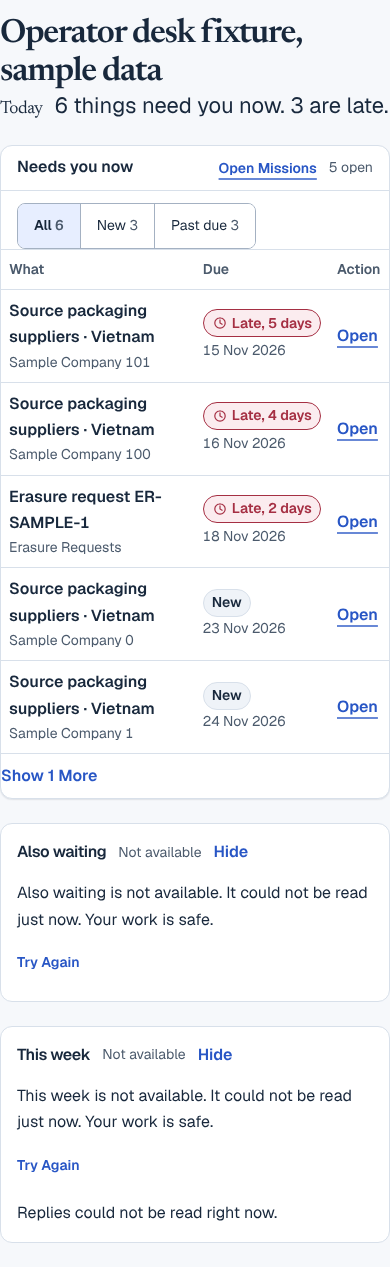 Operator desk fixture,
sample data
Today 6 things need you now. 3 are late.
Needs you now Open Missions 5 open
All 6 New 3 Past due 3
What Due Action
Source packaging
suppliers · Vietnam
Sample Company 101
Late, 5 days
15 Nov 2026
Open
Source packaging
suppliers · Vietnam
Sample Company 100
Late, 4 days
16 Nov 2026
Open
Erasure request ER-
SAMPLE-1
Erasure Requests
Late, 2 days
18 Nov 2026
Open
Source packaging
suppliers · Vietnam
Sample Company 0
New
23 Nov 2026
Open
Source packaging
suppliers · Vietnam
Sample Company 1
New
24 Nov 2026
Open
Show 1 More
Also waiting Not available Hide
Also waiting is not available. It could not be read
just now. Your work is safe.
Try Again
This week Not available Hide
This week is not available. It could not be read
just now. Your work is safe.
Try Again
Replies could not be read right now.